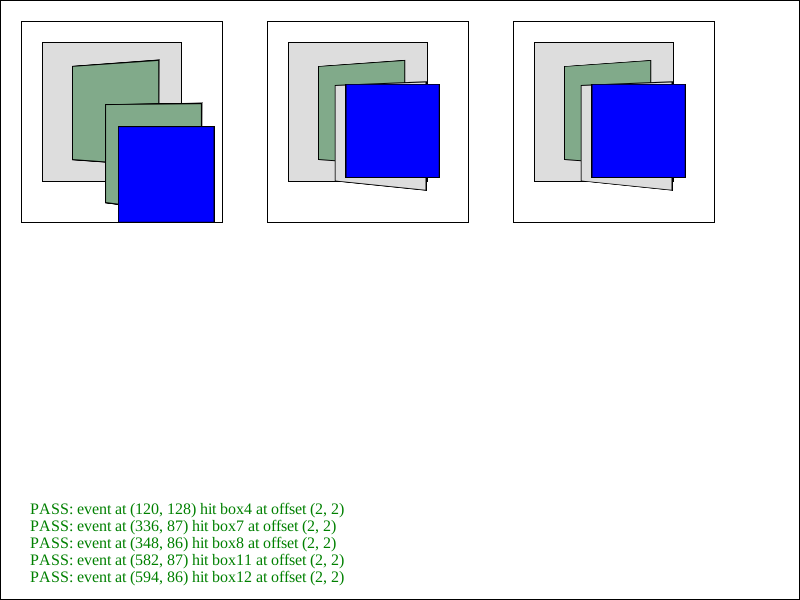 PASS: event at (120, 128) hit box4 at offset (2, 2)
PASS: event at (336, 87) hit box7 at offset (2, 2)
PASS: event at (348, 86) hit box8 at offset (2, 2)
PASS: event at (582, 87) hit box11 at offset (2, 2)
PASS: event at (594, 86) hit box12 at offset (2, 2)